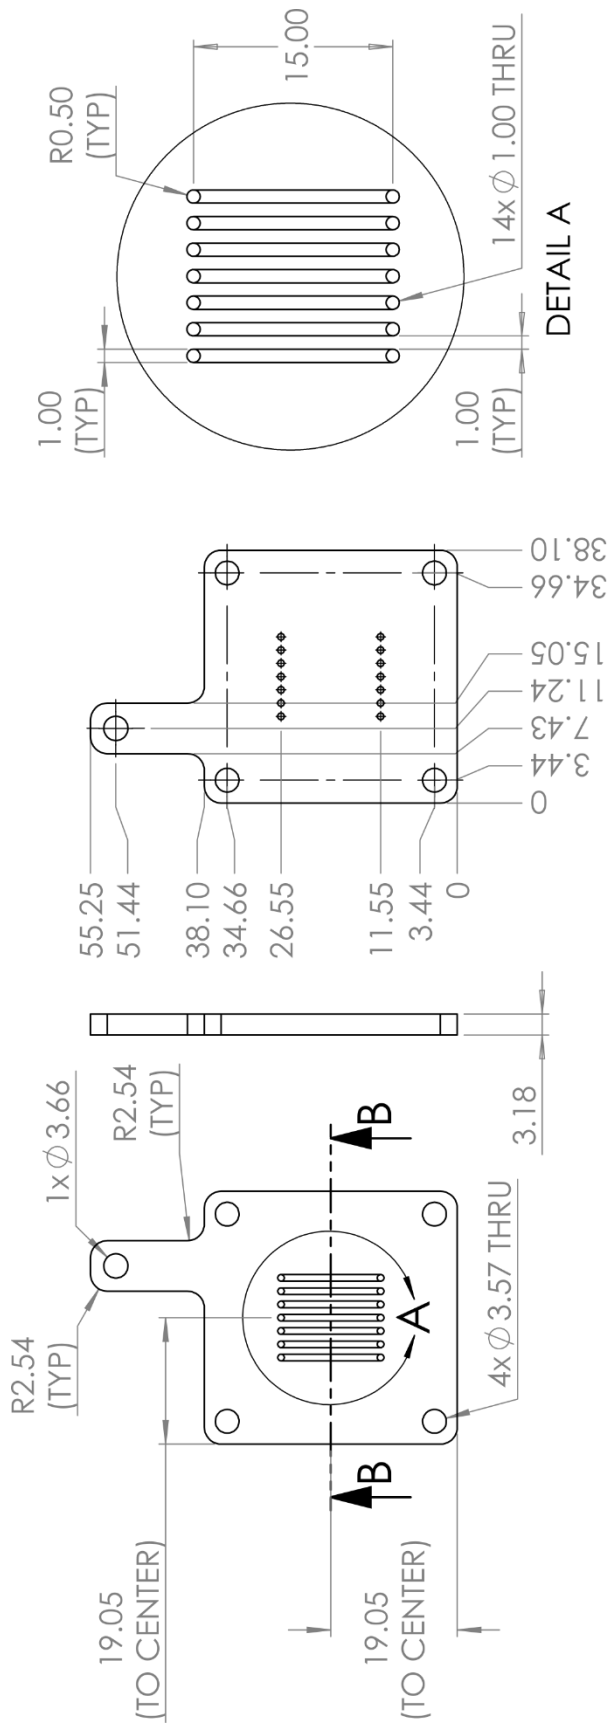 15.00
R0.50
(TYP)
1.00
(TYP)
14x Ø 1.00 THRU
1.00
(TYP)
DETAIL A
55.25
51.44
38.10
34.66
26.55
11.55
3.44
0
38.10
34.66
15.05
11.24
7.43
3.44
0
3.18
1x Ø 3.66
R2.54
(TYP)
R2.54
(TYP)
B
A
B
4x Ø 3.57 THRU
19.05
(TO CENTER)
19.05
(TO CENTER)